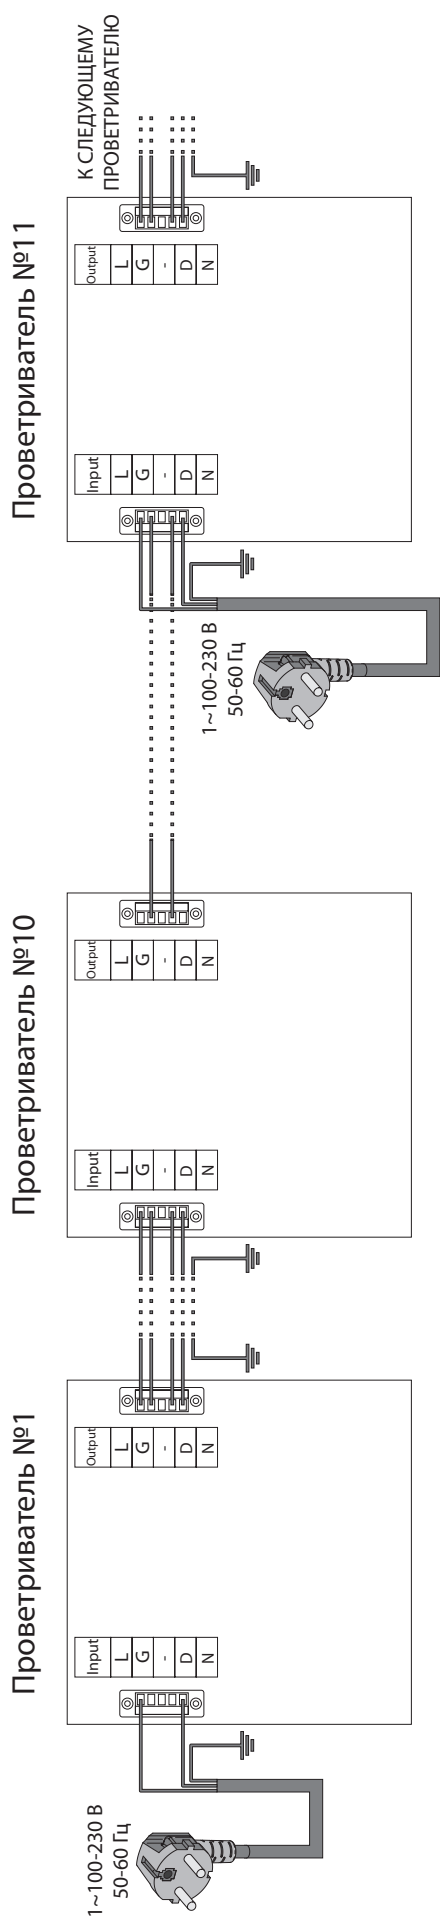 Проветриватель №1
1~100-230 В
50-60 Гц
Input
L
G
-
D
N
Output
L
G
-
D
N
Проветриватель №10
Input
L
G
-
D
N
Output
L
G
-
D
N
Проветриватель №11
1~100-230 В
50-60 Гц
Input
L
G
-
D
N
Output
L
G
-
D
N
К СЛЕДУЮЩЕМУ
ПРОВЕТРИВАТЕЛЮ